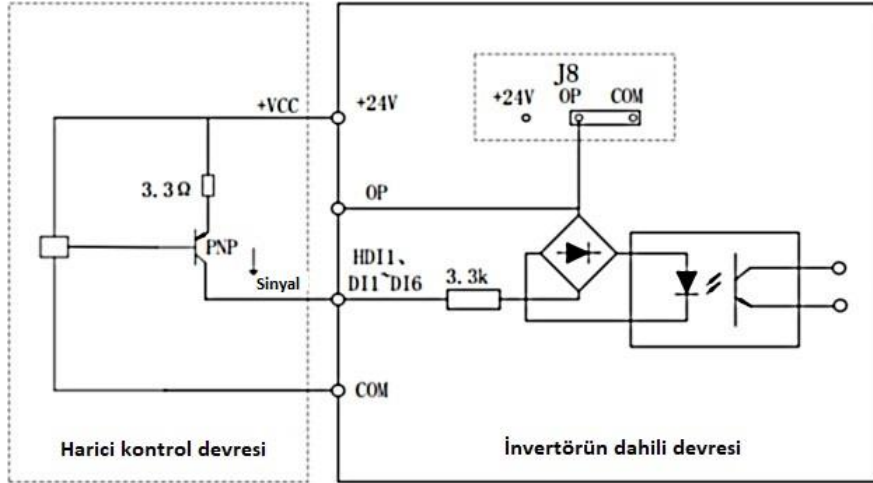 J8
+24V OP COM
+VCC
+24V
3.3Ω
OP
PNP
Sinyal
HDI1、
DI1~DI6
3.3k
COM
Harici kontrol devresi
İnvertörün dahili devresi